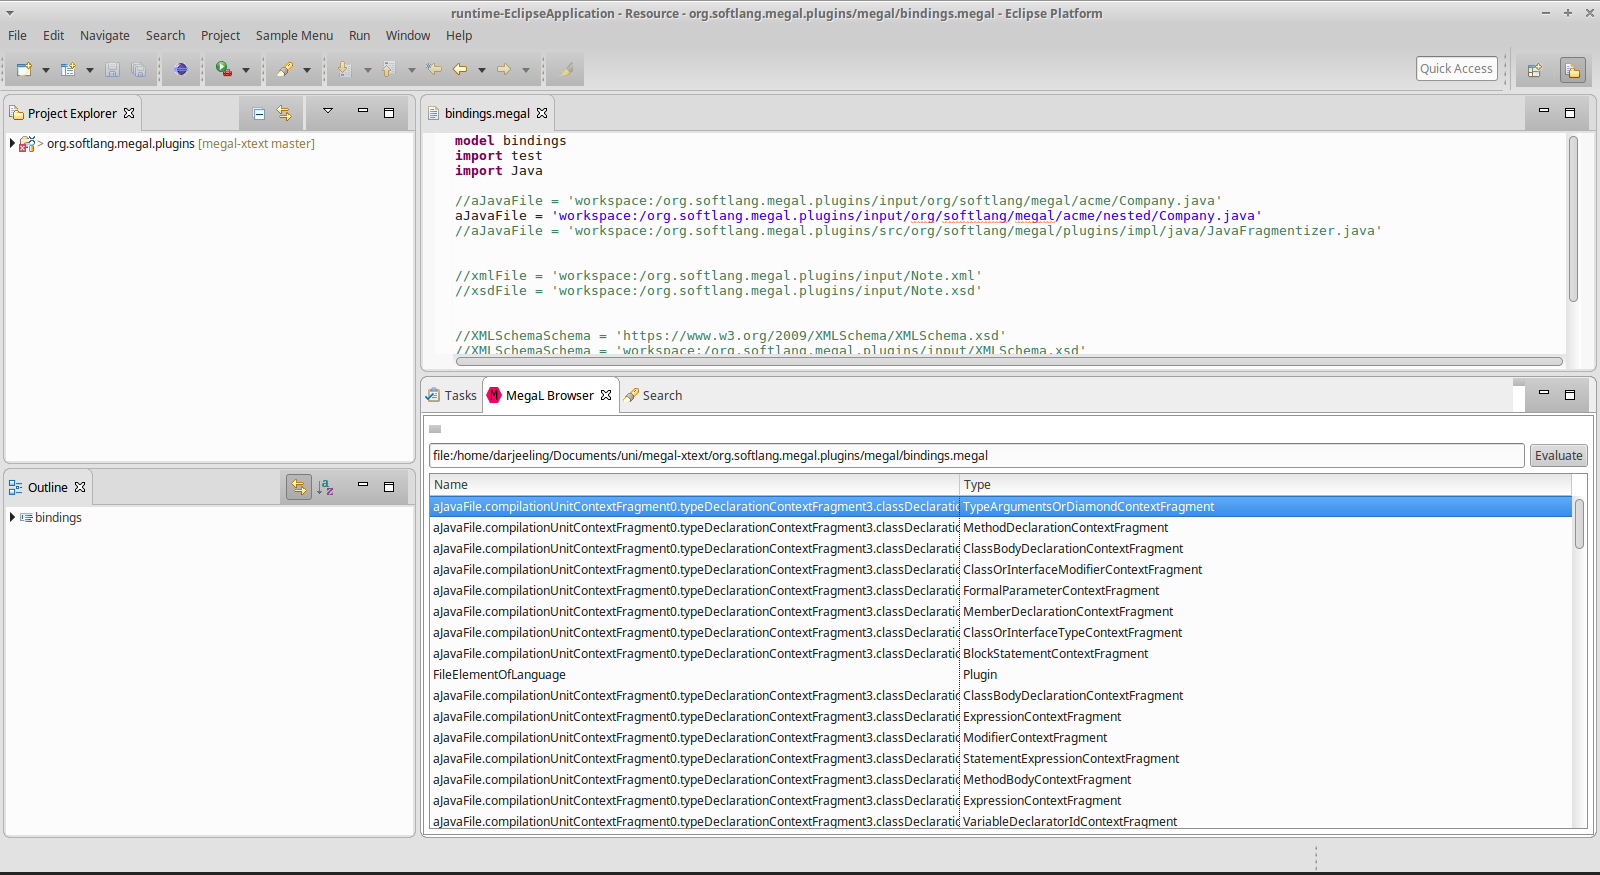 runtime-EclipseApplication - Resource - org.softlang.megal.plugins/megal/bindings.megal - Eclipse Platform
File Edit Navigate Search Project Sample Menu Run Window Help
Quick Access
Project Explorer
> org.softlang.megal.plugins [megal-xtext master]
Outline
bindings
bindings.megal
model bindings
import test
import Java
//aJavaFile = 'workspace:/org.softlang.megal.plugins/input/org/softlang/megal/acme/Company.java'
aJavaFile = 'workspace:/org.softlang.megal.plugins/input/org/softlang/megal/acme/nested/Company.java'
//aJavaFile = 'workspace:/org.softlang.megal.plugins/src/org/softlang/megal/plugins/impl/java/JavaFragmentizer.java'
//xmlFile = 'workspace:/org.softlang.megal.plugins/input/Note.xml'
//xsdFile = 'workspace:/org.softlang.megal.plugins/input/Note.xsd'
//XMLSchemaSchema = 'https://www.w3.org/2009/XMLSchema/XMLSchema.xsd'
//XMLSchemaSchema = 'workspace:/org.softlang.megal.plugins/input/XMLSchema.xsd'
Tasks M MegaL Browser Search
file:/home/darjeeling/Documents/uni/megal-xtext/org.softlang.megal.plugins/megal/bindings.megal Evaluate
Name Type
aJavaFile.compilationUnitContextFragment0.typeDeclarationContextFragment3.classDeclaratic TypeArgumentsOrDiamondContextFragment
aJavaFile.compilationUnitContextFragment0.typeDeclarationContextFragment3.classDeclaratic MethodDeclarationContextFragment
aJavaFile.compilationUnitContextFragment0.typeDeclarationContextFragment3.classDeclaratic ClassBodyDeclarationContextFragment
aJavaFile.compilationUnitContextFragment0.typeDeclarationContextFragment3.classDeclaratic ClassOrInterfaceModifierContextFragment
aJavaFile.compilationUnitContextFragment0.typeDeclarationContextFragment3.classDeclaratic FormalParameterContextFragment
aJavaFile.compilationUnitContextFragment0.typeDeclarationContextFragment3.classDeclaratic MemberDeclarationContextFragment
aJavaFile.compilationUnitContextFragment0.typeDeclarationContextFragment3.classDeclaratic ClassOrInterfaceTypeContextFragment
aJavaFile.compilationUnitContextFragment0.typeDeclarationContextFragment3.classDeclaratic BlockStatementContextFragment
FileElementOfLanguage Plugin
aJavaFile.compilationUnitContextFragment0.typeDeclarationContextFragment3.classDeclaratic ClassBodyDeclarationContextFragment
aJavaFile.compilationUnitContextFragment0.typeDeclarationContextFragment3.classDeclaratic ExpressionContextFragment
aJavaFile.compilationUnitContextFragment0.typeDeclarationContextFragment3.classDeclaratic ModifierContextFragment
aJavaFile.compilationUnitContextFragment0.typeDeclarationContextFragment3.classDeclaratic StatementExpressionContextFragment
aJavaFile.compilationUnitContextFragment0.typeDeclarationContextFragment3.classDeclaratic MethodBodyContextFragment
aJavaFile.compilationUnitContextFragment0.typeDeclarationContextFragment3.classDeclaratic ExpressionContextFragment
aJavaFile.compilationUnitContextFragment0.typeDeclarationContextFragment3.classDeclaratic VariableDeclaratorIdContextFragment